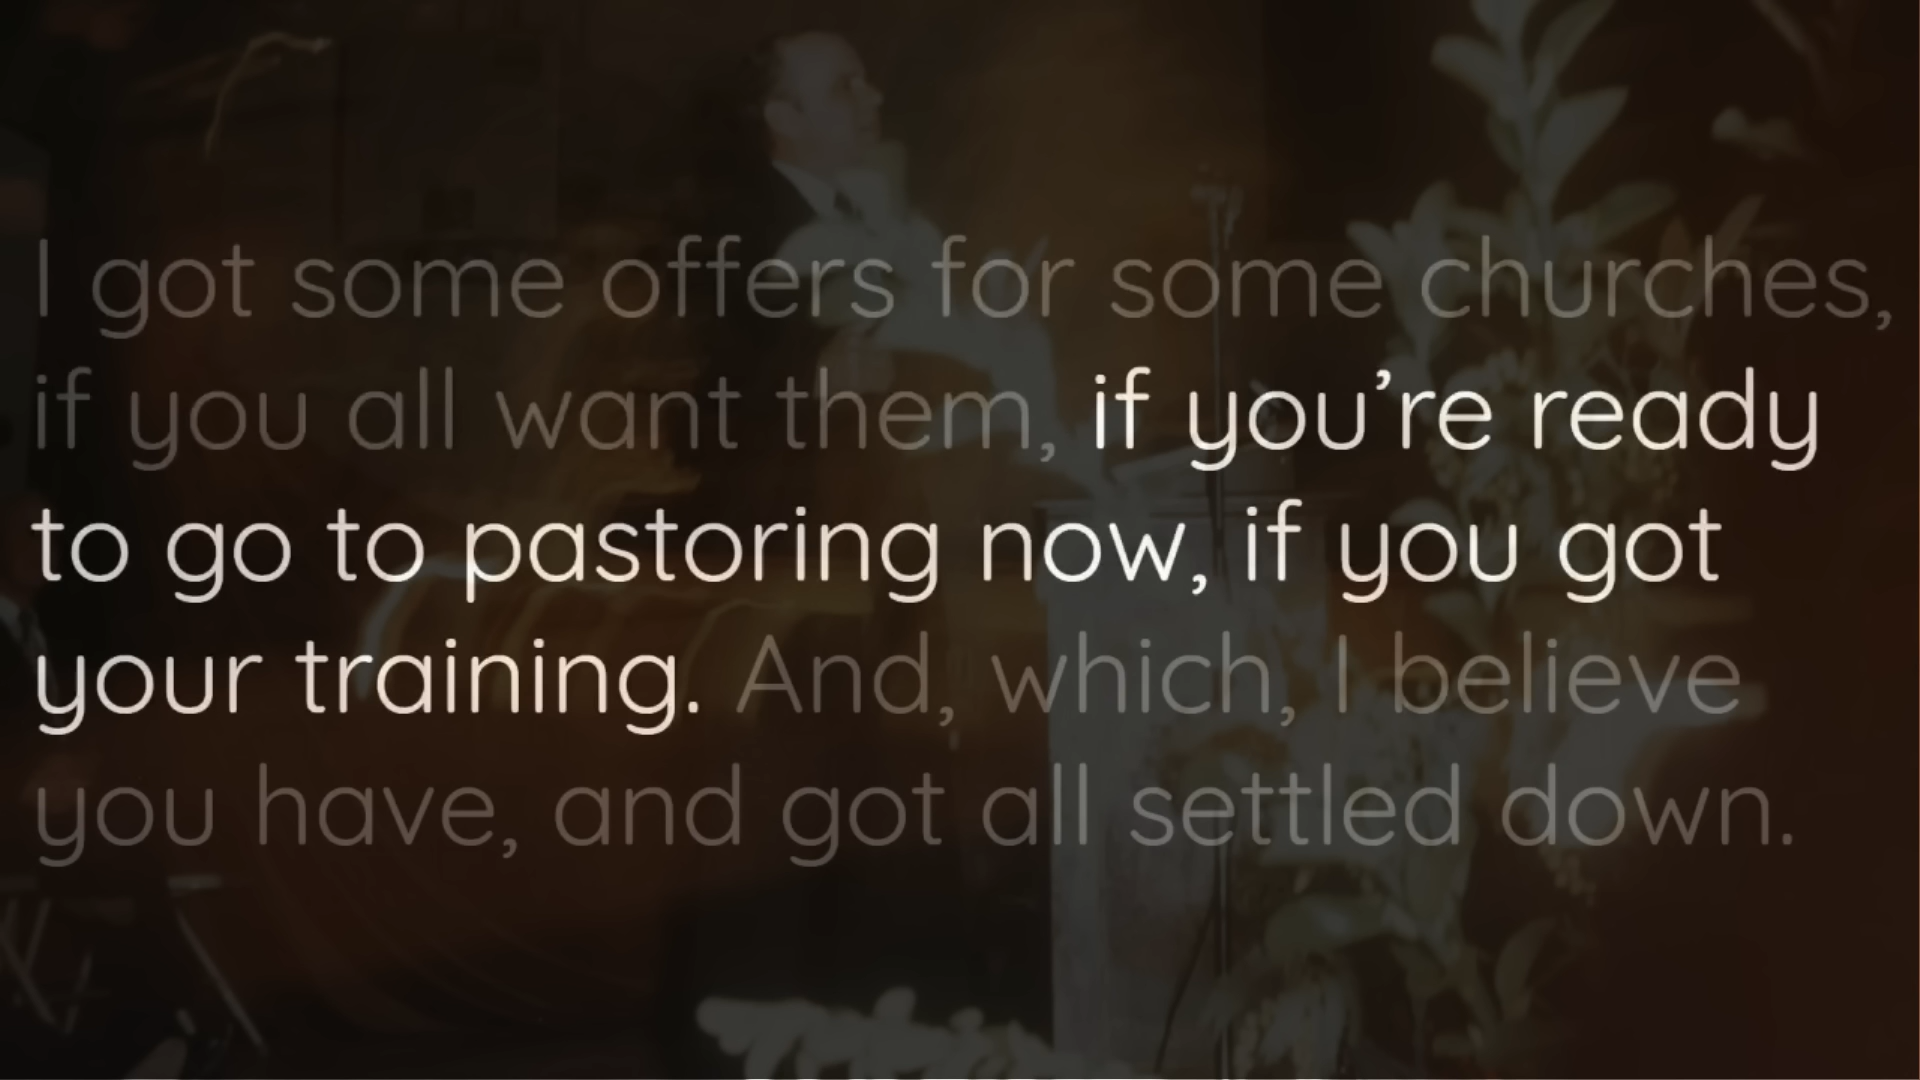 I got some offers for some churches,
if you all want them, if you’re ready
to go to pastoring now, if you got
your training. And, which, I believe
you have, and got all settled down.